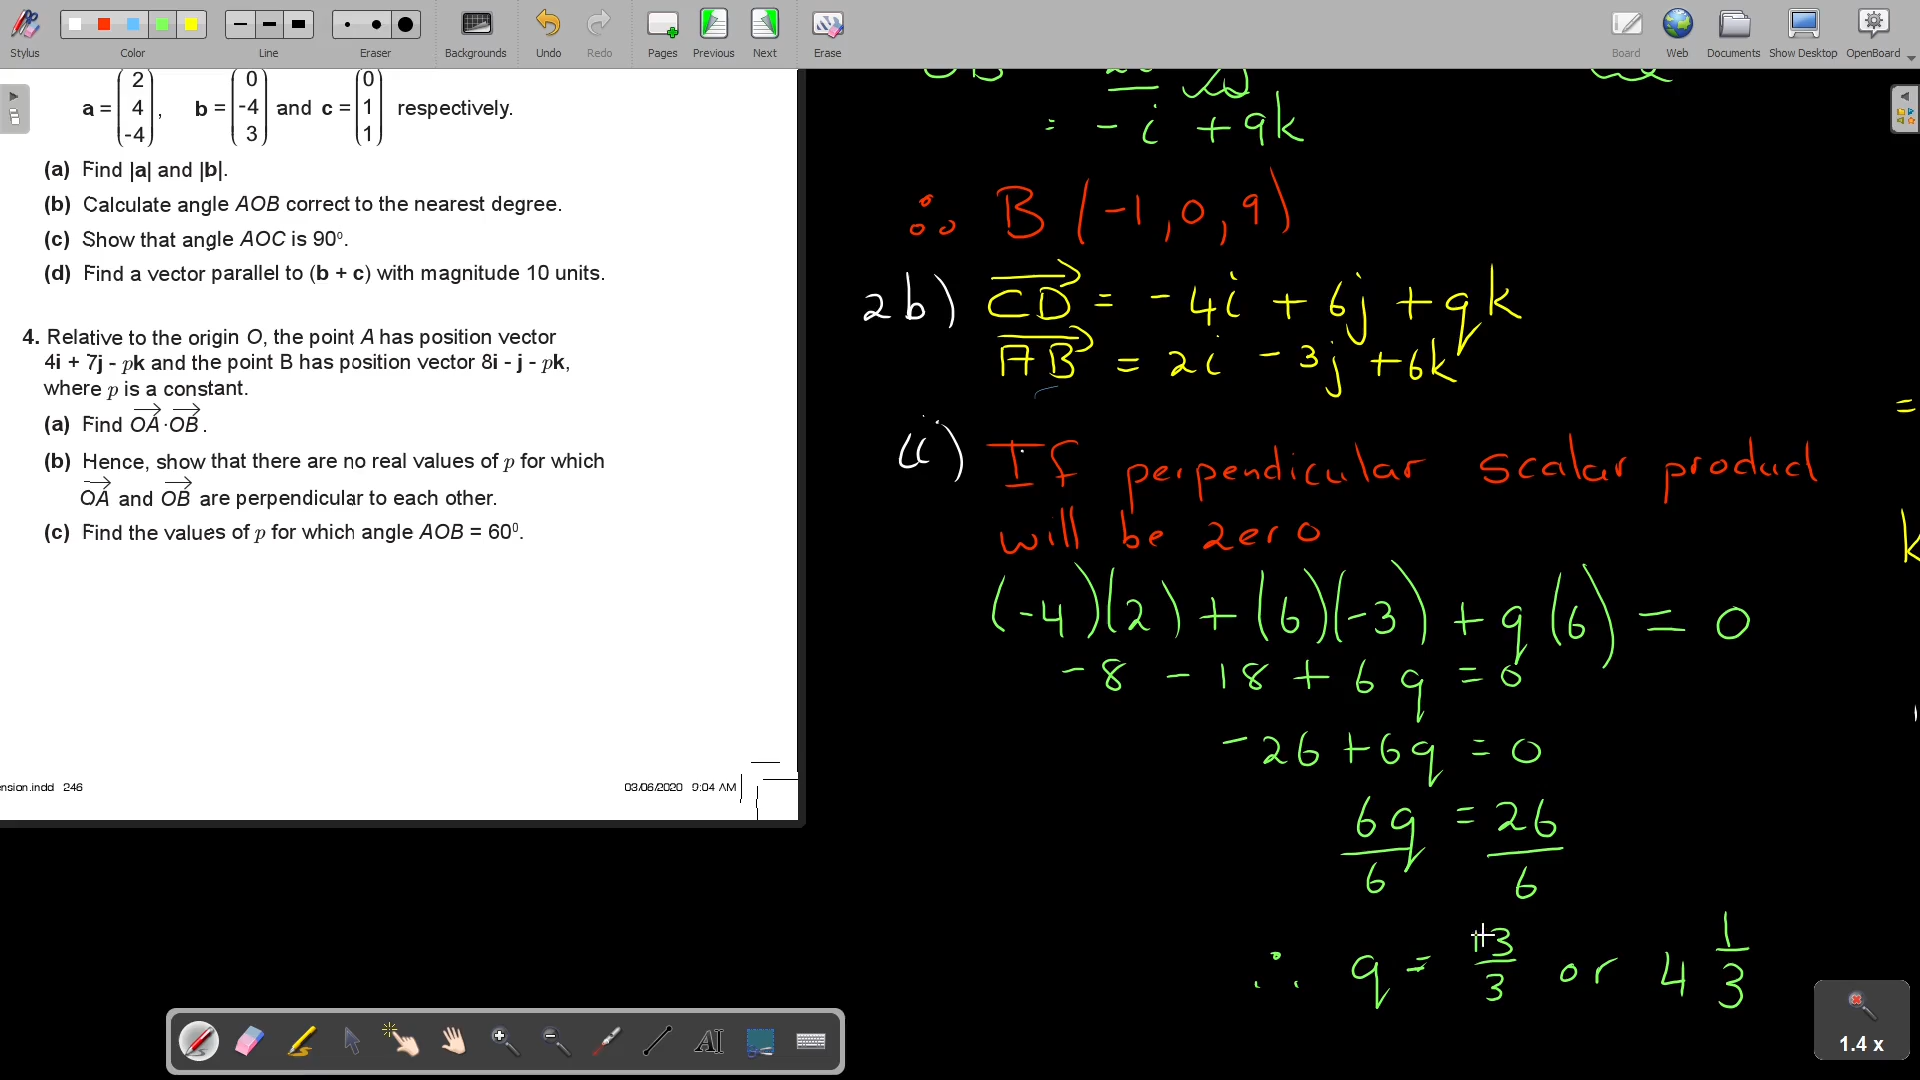 Stylus Color Line Eraser Backgrounds Undo Redo Pages Previous Next Erase Board Web Documents Show Desktop OpenBoard
a = (2 4 -4), b = (0 -4 3) and c = (0 1 1) respectively.
(a) Find |a| and |b|.
(b) Calculate angle AOB correct to the nearest degree.
(c) Show that angle AOC is 90⁰.
(d) Find a vector parallel to (b + c) with magnitude 10 units.
4. Relative to the origin O, the point A has position vector
4i + 7j - pk and the point B has position vector 8i - j - pk,
where p is a constant.
(a) Find OA·OB.
(b) Hence, show that there are no real values of p for which
OA and OB are perpendicular to each other.
(c) Find the values of p for which angle AOB = 60⁰.
nsion.indd 246
03/06/2020 9:04 AM
= -i + 9k
∴ B (-1, 0, 9)
2b) CD = -4i + 6j + qk
AB = 2i - 3j + 6k
(i) If perpendicular scalar product
will be zero
(-4)(2) + (6)(-3) + q(6) = 0
-8 - 18 + 6q = 0
-26 + 6q = 0
6q/6 = 26/6
∴ q = 13/3 or 4 1/3
=
k
1.4 x